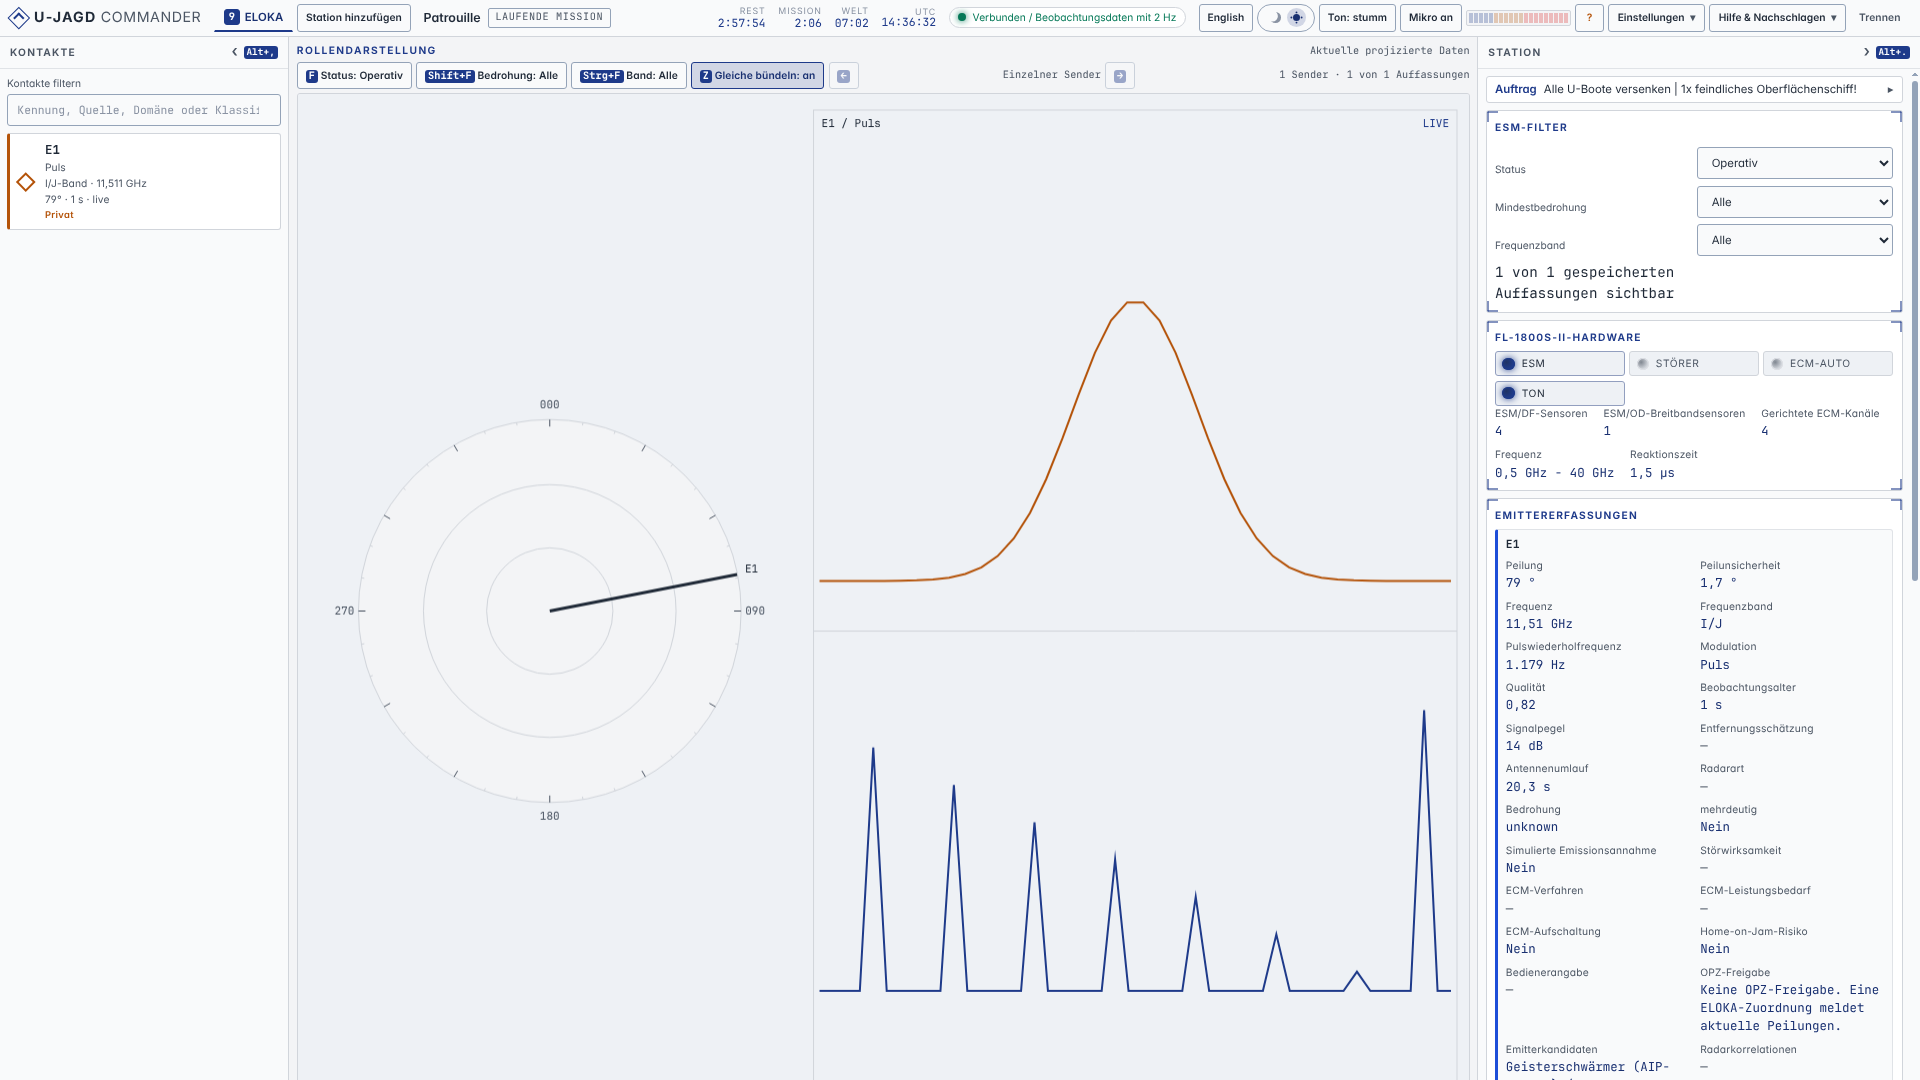 U-JAGD COMMANDER
9 ELOKA
Station hinzufügen
Patrouille
LAUFENDE MISSION
REST
2:57:54
MISSION
2:06
WELT
07:02
UTC
14:36:32
Verbunden / Beobachtungsdaten mit 2 Hz
English
Ton: stumm
Mikro an
?
Einstellungen ▾
Hilfe & Nachschlagen ▾
Trennen
KONTAKTE
Alt+,
Kontakte filtern
Kennung, Quelle, Domäne oder Klassi
E1
Puls
I/J-Band · 11,511 GHz
79° · 1 s · live
Privat
ROLLENDARSTELLUNG
Aktuelle projizierte Daten
F Status: Operativ
Shift+F Bedrohung: Alle
Strg+F Band: Alle
Z Gleiche bündeln: an
←
Einzelner Sender
→
1 Sender · 1 von 1 Auffassungen
000
E1
090
180
270
E1 / Puls
LIVE
STATION
Alt+.
Auftrag Alle U-Boote versenken | 1x feindliches Oberflächenschiff!
ESM-FILTER
Status
Operativ
Mindestbedrohung
Alle
Frequenzband
Alle
1 von 1 gespeicherten
Auffassungen sichtbar
FL-1800S-II-HARDWARE
ESM
STÖRER
ECM-AUTO
TON
ESM/DF-Sensoren
4
ESM/OD-Breitbandsensoren
1
Gerichtete ECM-Kanäle
4
Frequenz
0,5 GHz - 40 GHz
Reaktionszeit
1,5 µs
EMITTERERFASSUNGEN
E1
Peilung
79 °
Peilunsicherheit
1,7 °
Frequenz
11,51 GHz
Frequenzband
I/J
Pulswiederholfrequenz
1.179 Hz
Modulation
Puls
Qualität
0,82
Beobachtungsalter
1 s
Signalpegel
14 dB
Entfernungsschätzung
—
Antennenumlauf
20,3 s
Radarart
—
Bedrohung
unknown
mehrdeutig
Nein
Simulierte Emissionsannahme
Nein
Störwirksamkeit
—
ECM-Verfahren
—
ECM-Leistungsbedarf
—
ECM-Aufschaltung
Nein
Home-on-Jam-Risiko
Nein
Bedienerangabe
—
OPZ-Freigabe
Keine OPZ-Freigabe. Eine
ELOKA-Zuordnung meldet
aktuelle Peilungen.
Emitterkandidaten
Geisterschwärmer (AIP-
Radarkorrelationen
—